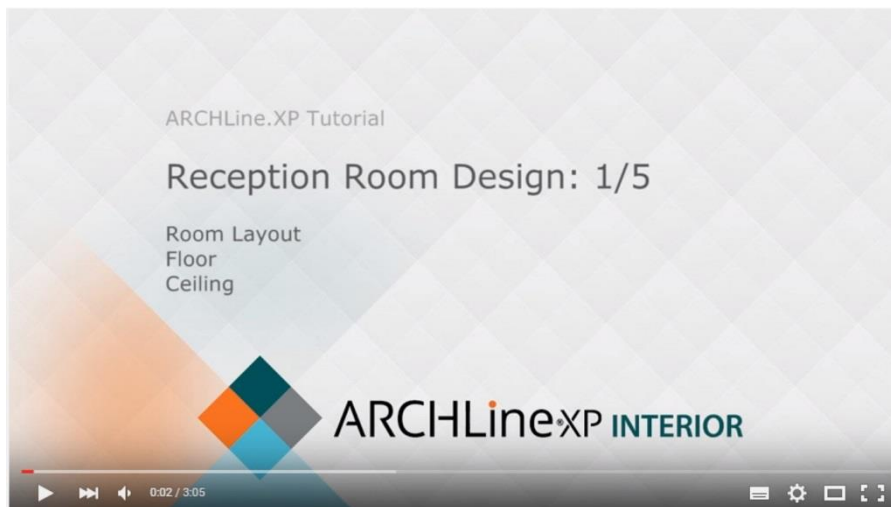 ARCHLine.XP Tutorial
Reception Room Design: 1/5
Room Layout
Floor
Ceiling
ARCHLine.XP INTERIOR
0:02 / 3:05